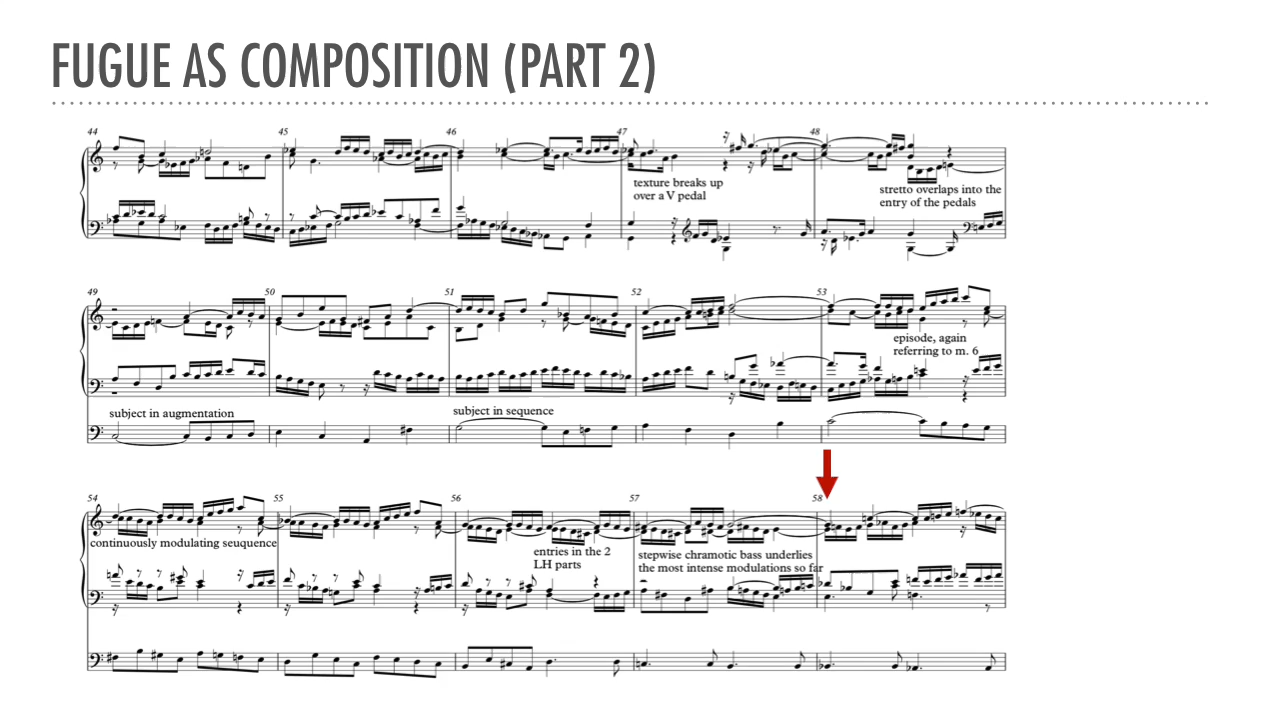 FUGUE AS COMPOSITION (PART 2)
44 45 46 47 48
texture breaks up
over a V pedal
stretto overlaps into the
entry of the pedals
49 50 51 52 53
episode, again
referring to m. 6
subject in augmentation
subject in sequence
54 55 56 57 58
continuously modulating seuquence
entries in the 2
LH parts
stepwise chramotic bass underlies
the most intense modulations so far